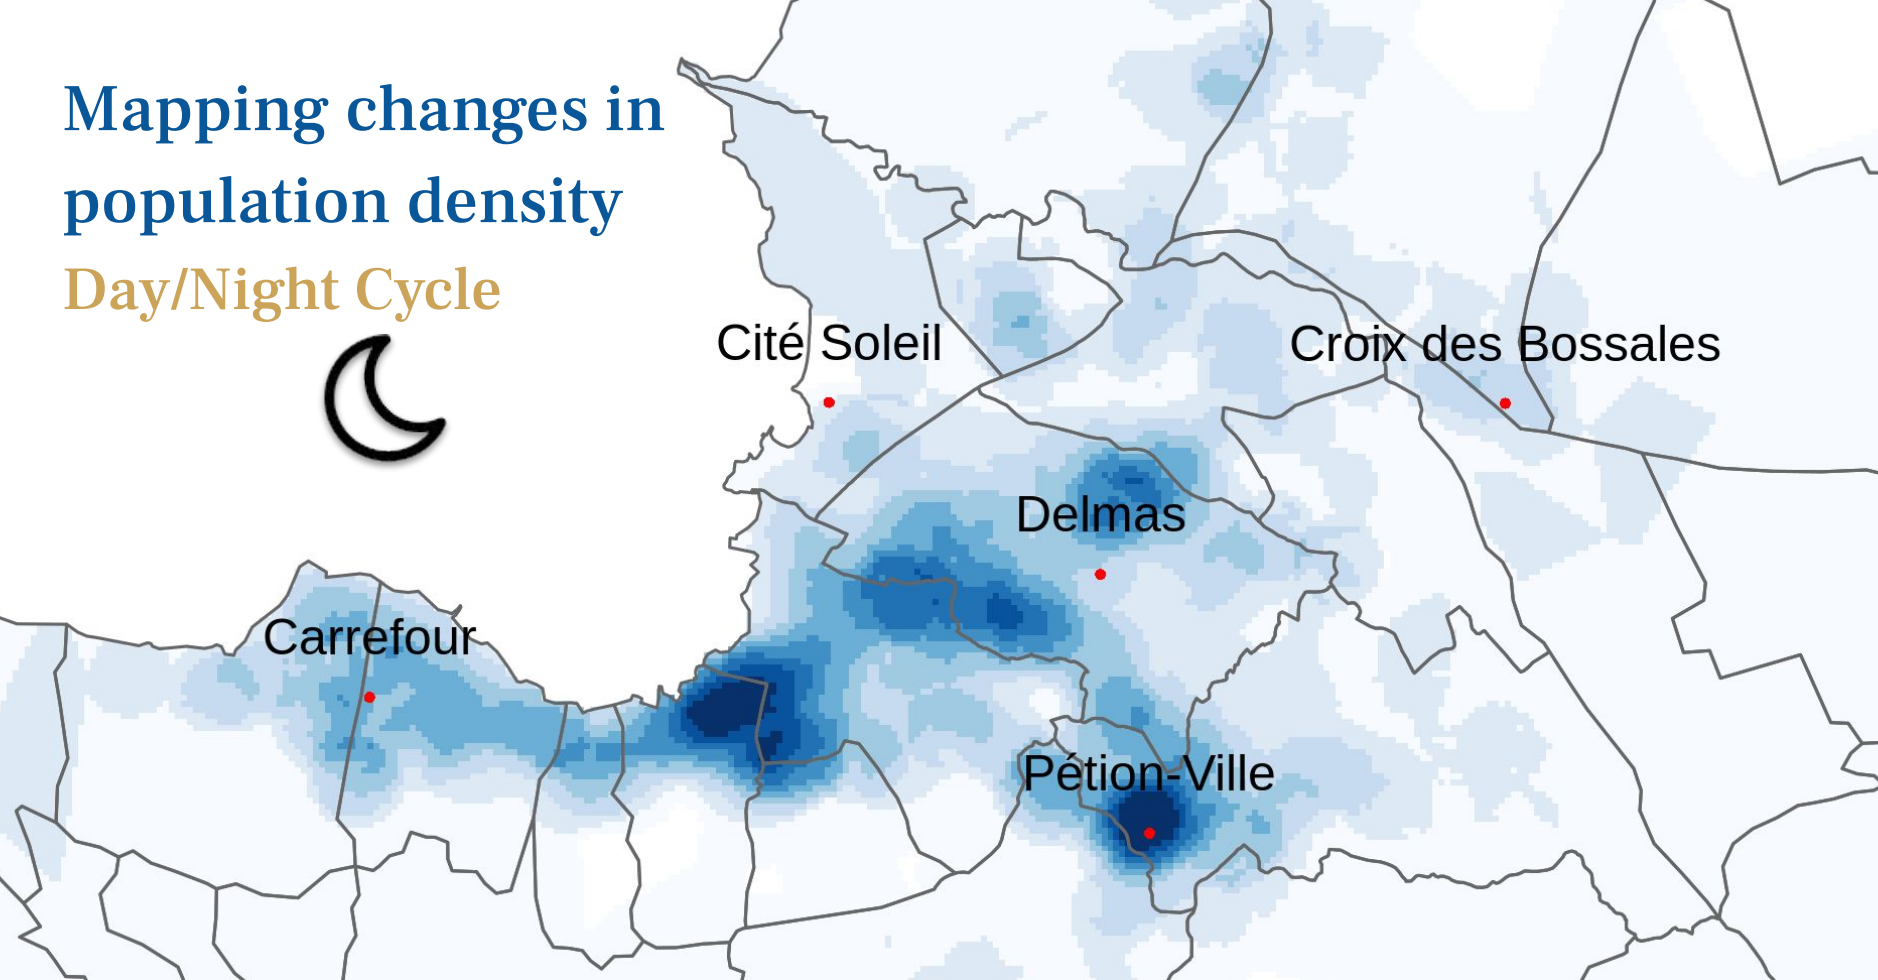 Mapping changes in
population density
Day/Night Cycle
Cité Soleil
Croix des Bossales
Delmas
Carrefour
Pétion-Ville